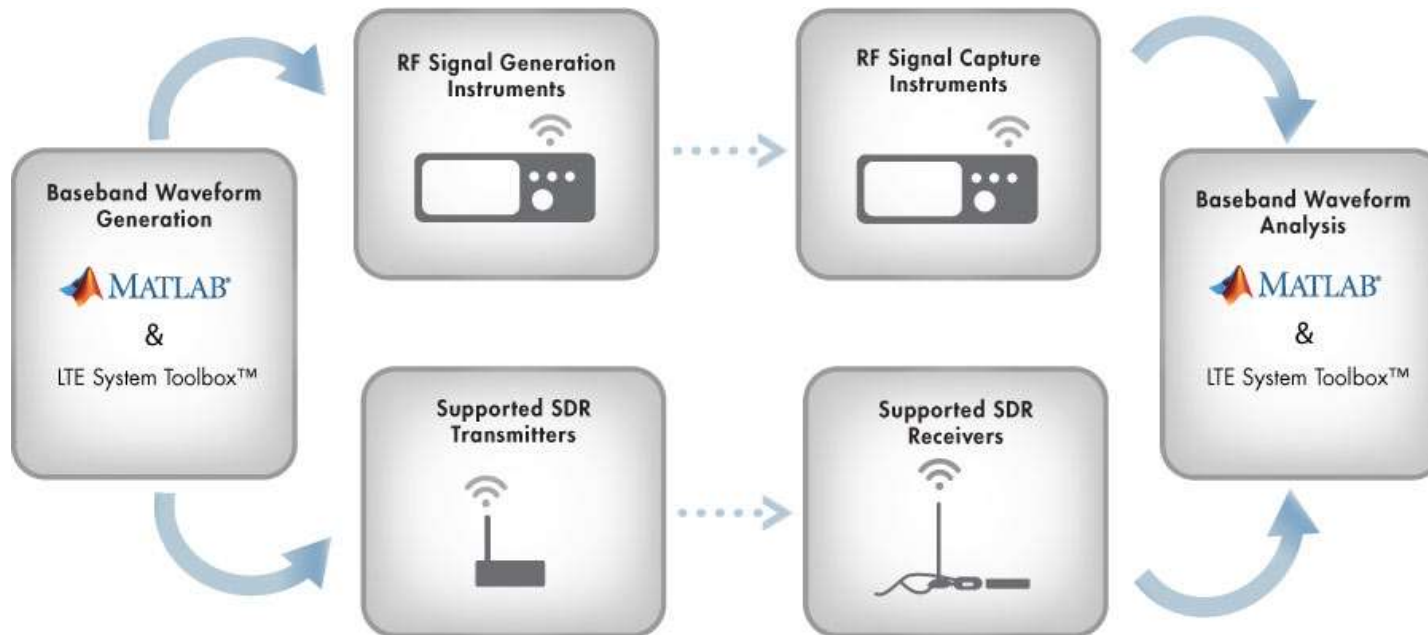 RF Signal Generation
Instruments
RF Signal Capture
Instruments
Baseband Waveform
Generation
MATLAB®
&
LTE System Toolbox™
Baseband Waveform
Analysis
MATLAB®
&
LTE System Toolbox™
Supported SDR
Transmitters
Supported SDR
Receivers